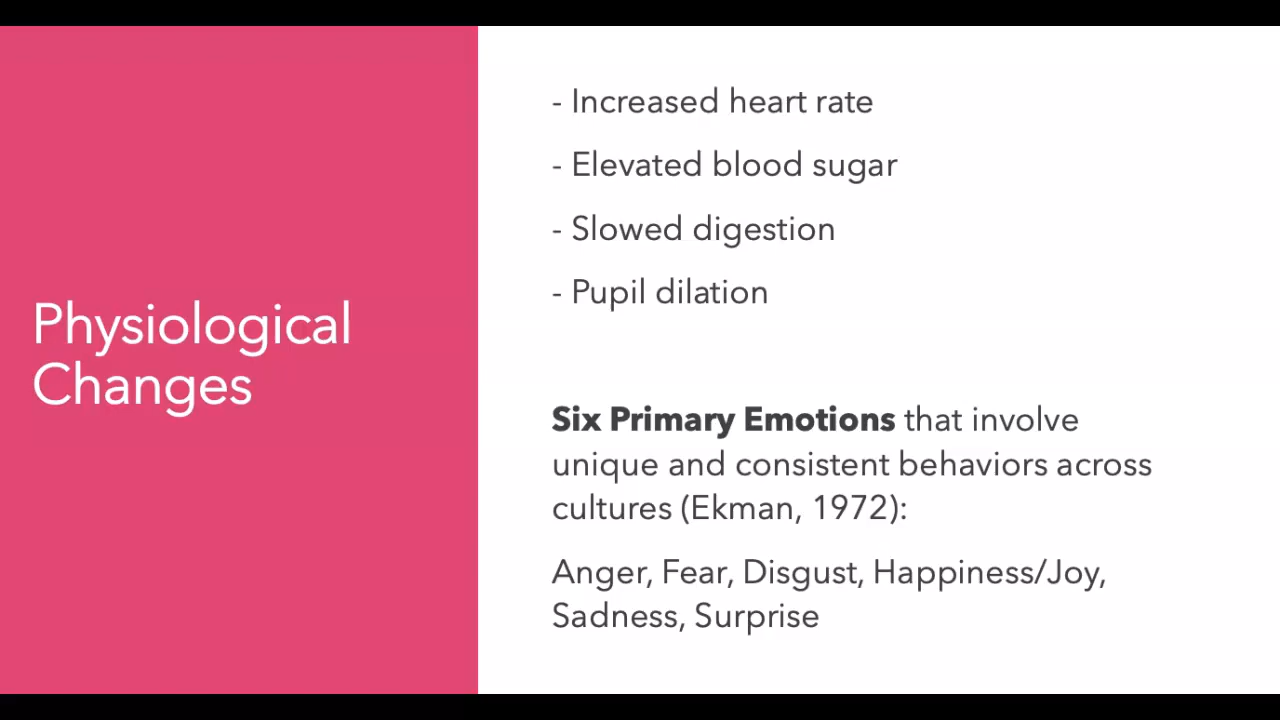 Physiological
Changes
- Increased heart rate
- Elevated blood sugar
- Slowed digestion
- Pupil dilation
Six Primary Emotions that involve
unique and consistent behaviors across
cultures (Ekman, 1972):
Anger, Fear, Disgust, Happiness/Joy,
Sadness, Surprise